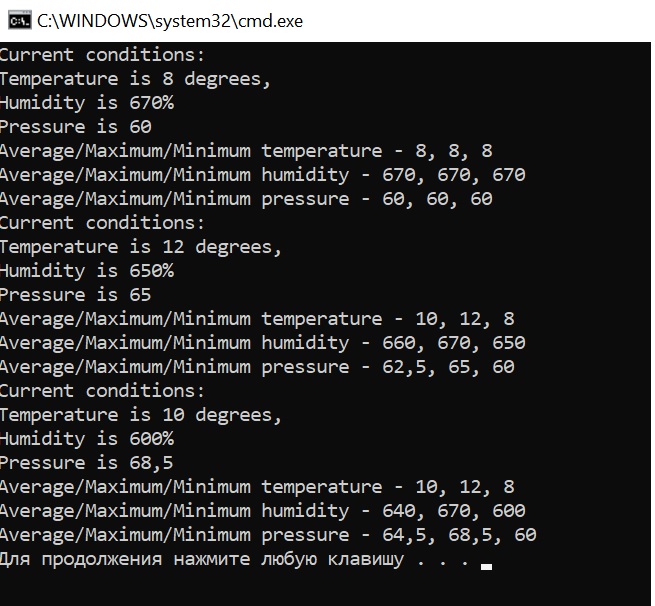 C:\WINDOWS\system32\cmd.exe
Current conditions:
Temperature is 8 degrees,
Humidity is 670%
Pressure is 60
Average/Maximum/Minimum temperature - 8, 8, 8
Average/Maximum/Minimum humidity - 670, 670, 670
Average/Maximum/Minimum pressure - 60, 60, 60
Current conditions:
Temperature is 12 degrees,
Humidity is 650%
Pressure is 65
Average/Maximum/Minimum temperature - 10, 12, 8
Average/Maximum/Minimum humidity - 660, 670, 650
Average/Maximum/Minimum pressure - 62,5, 65, 60
Current conditions:
Temperature is 10 degrees,
Humidity is 600%
Pressure is 68,5
Average/Maximum/Minimum temperature - 10, 12, 8
Average/Maximum/Minimum humidity - 640, 670, 600
Average/Maximum/Minimum pressure - 64,5, 68,5, 60
Для продолжения нажмите любую клавишу . . .